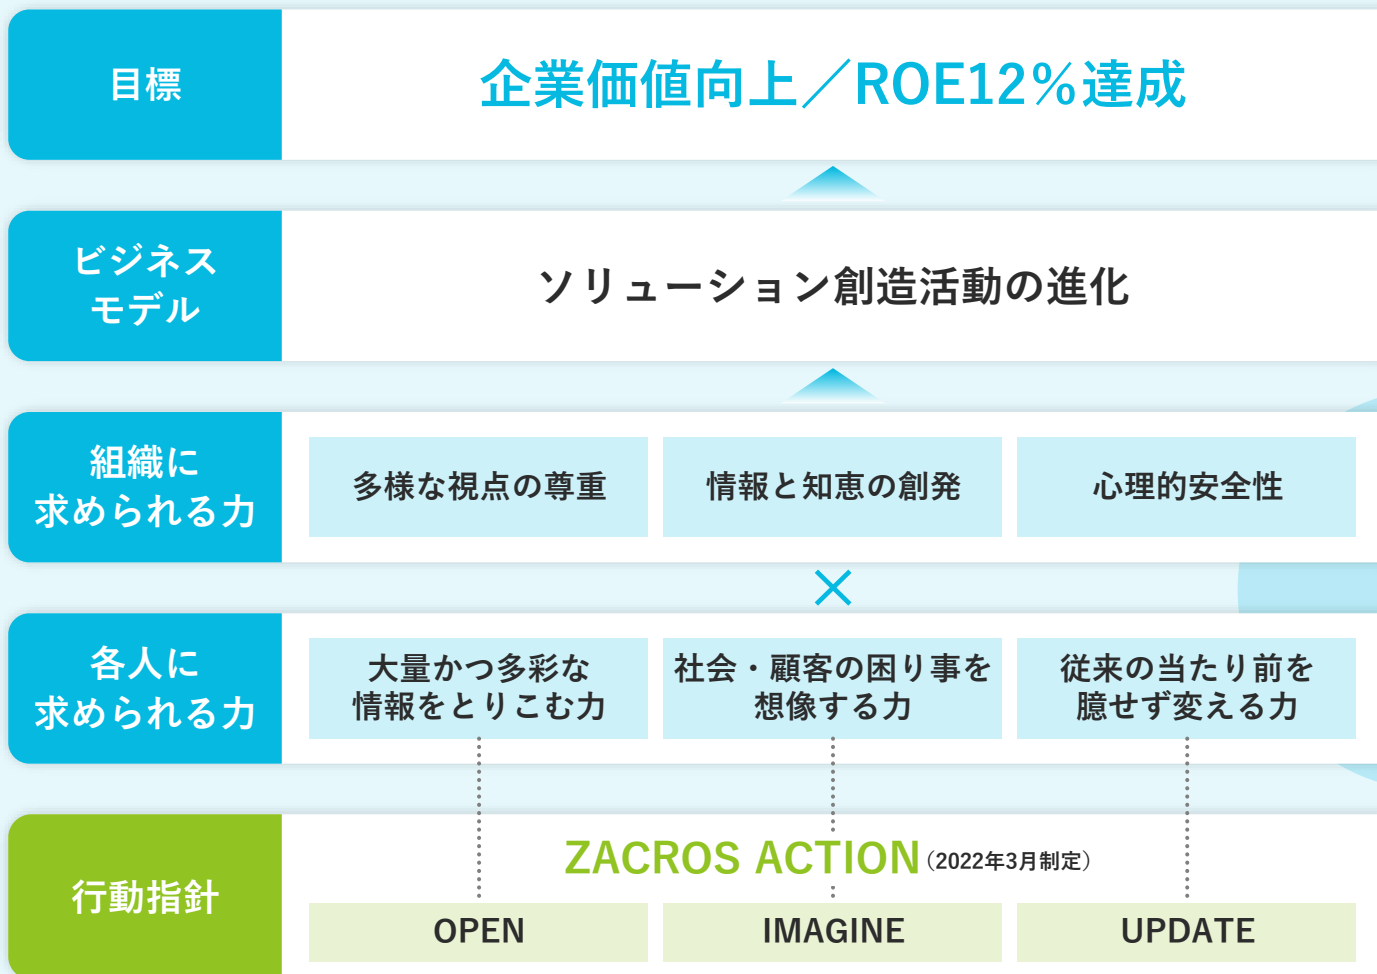 目標
企業価値向上／ROE12％達成
ビジネス
モデル
ソリューション創造活動の進化
組織に
求められる力
多様な視点の尊重
情報と知恵の創発
心理的安全性
×
各人に
求められる力
大量かつ多彩な
情報をとりこむ力
社会・顧客の困り事を
想像する力
従来の当たり前を
臆せず変える力
行動指針
ZACROS ACTION（2022年3月制定）
OPEN
IMAGINE
UPDATE